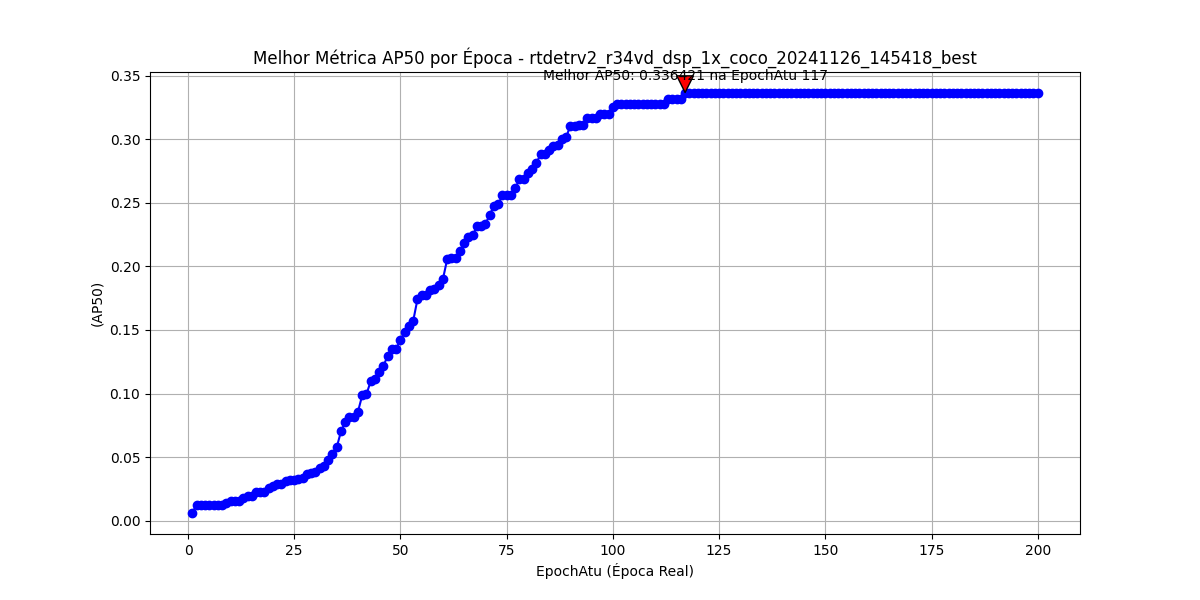 Melhor Métrica AP50 por Época - rtdetrv2_r34vd_dsp_1x_coco_20241126_145418_best
Melhor AP50: 0.336421 na EpochAtu 117
0.35
0.30
0.25
0.20
0.15
0.10
0.05
0.00
(AP50)
0 25 50 75 100 125 150 175 200
EpochAtu (Época Real)